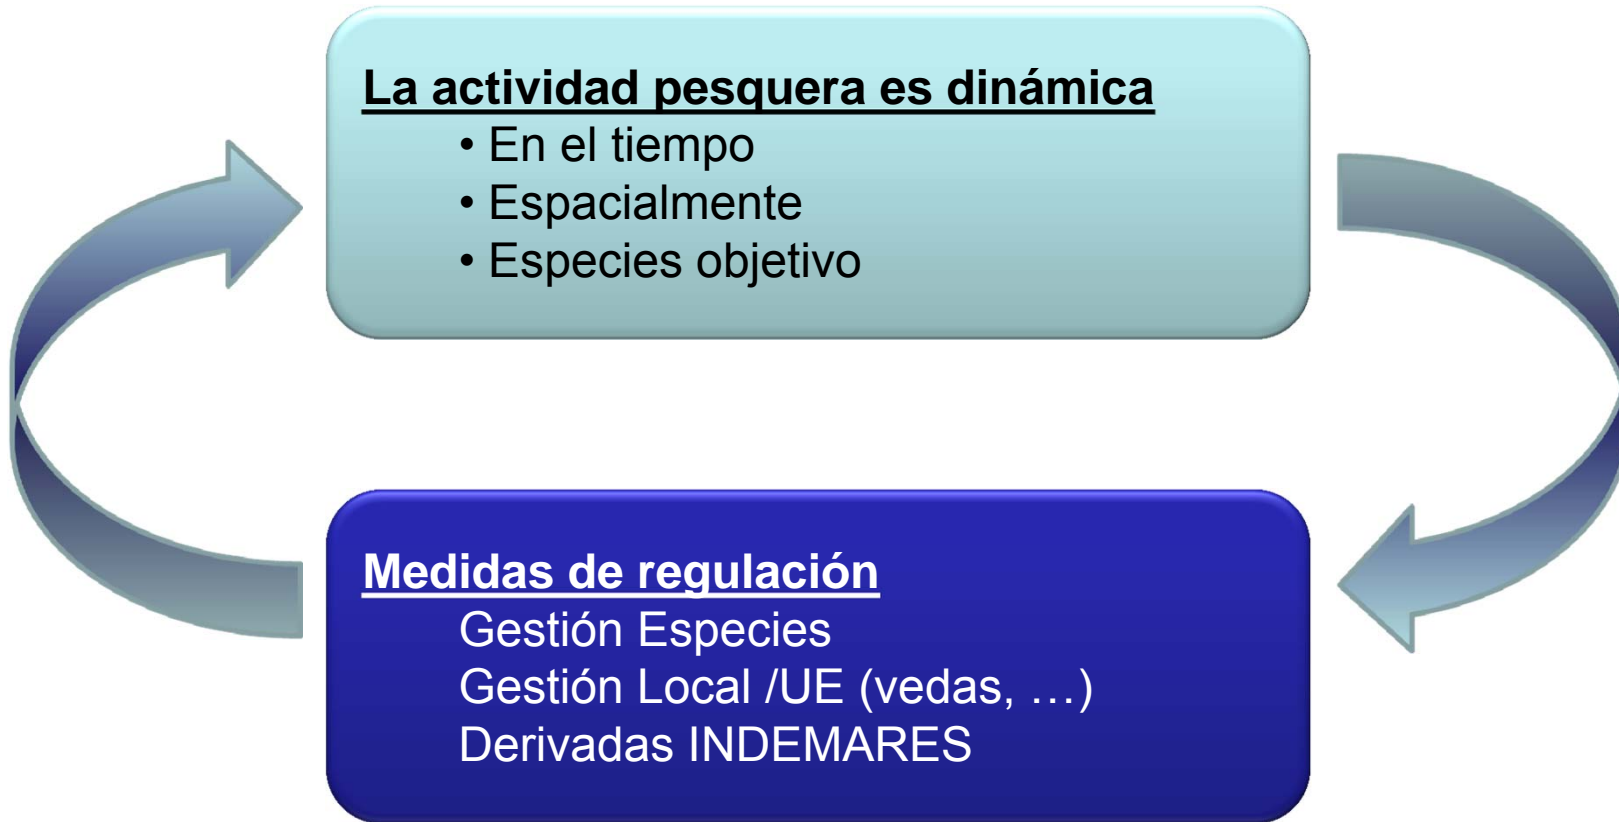 La actividad pesquera es dinámica
• En el tiempo
• Espacialmente
• Especies objetivo
Medidas de regulación
Gestión Especies
Gestión Local /UE (vedas, …)
Derivadas INDEMARES